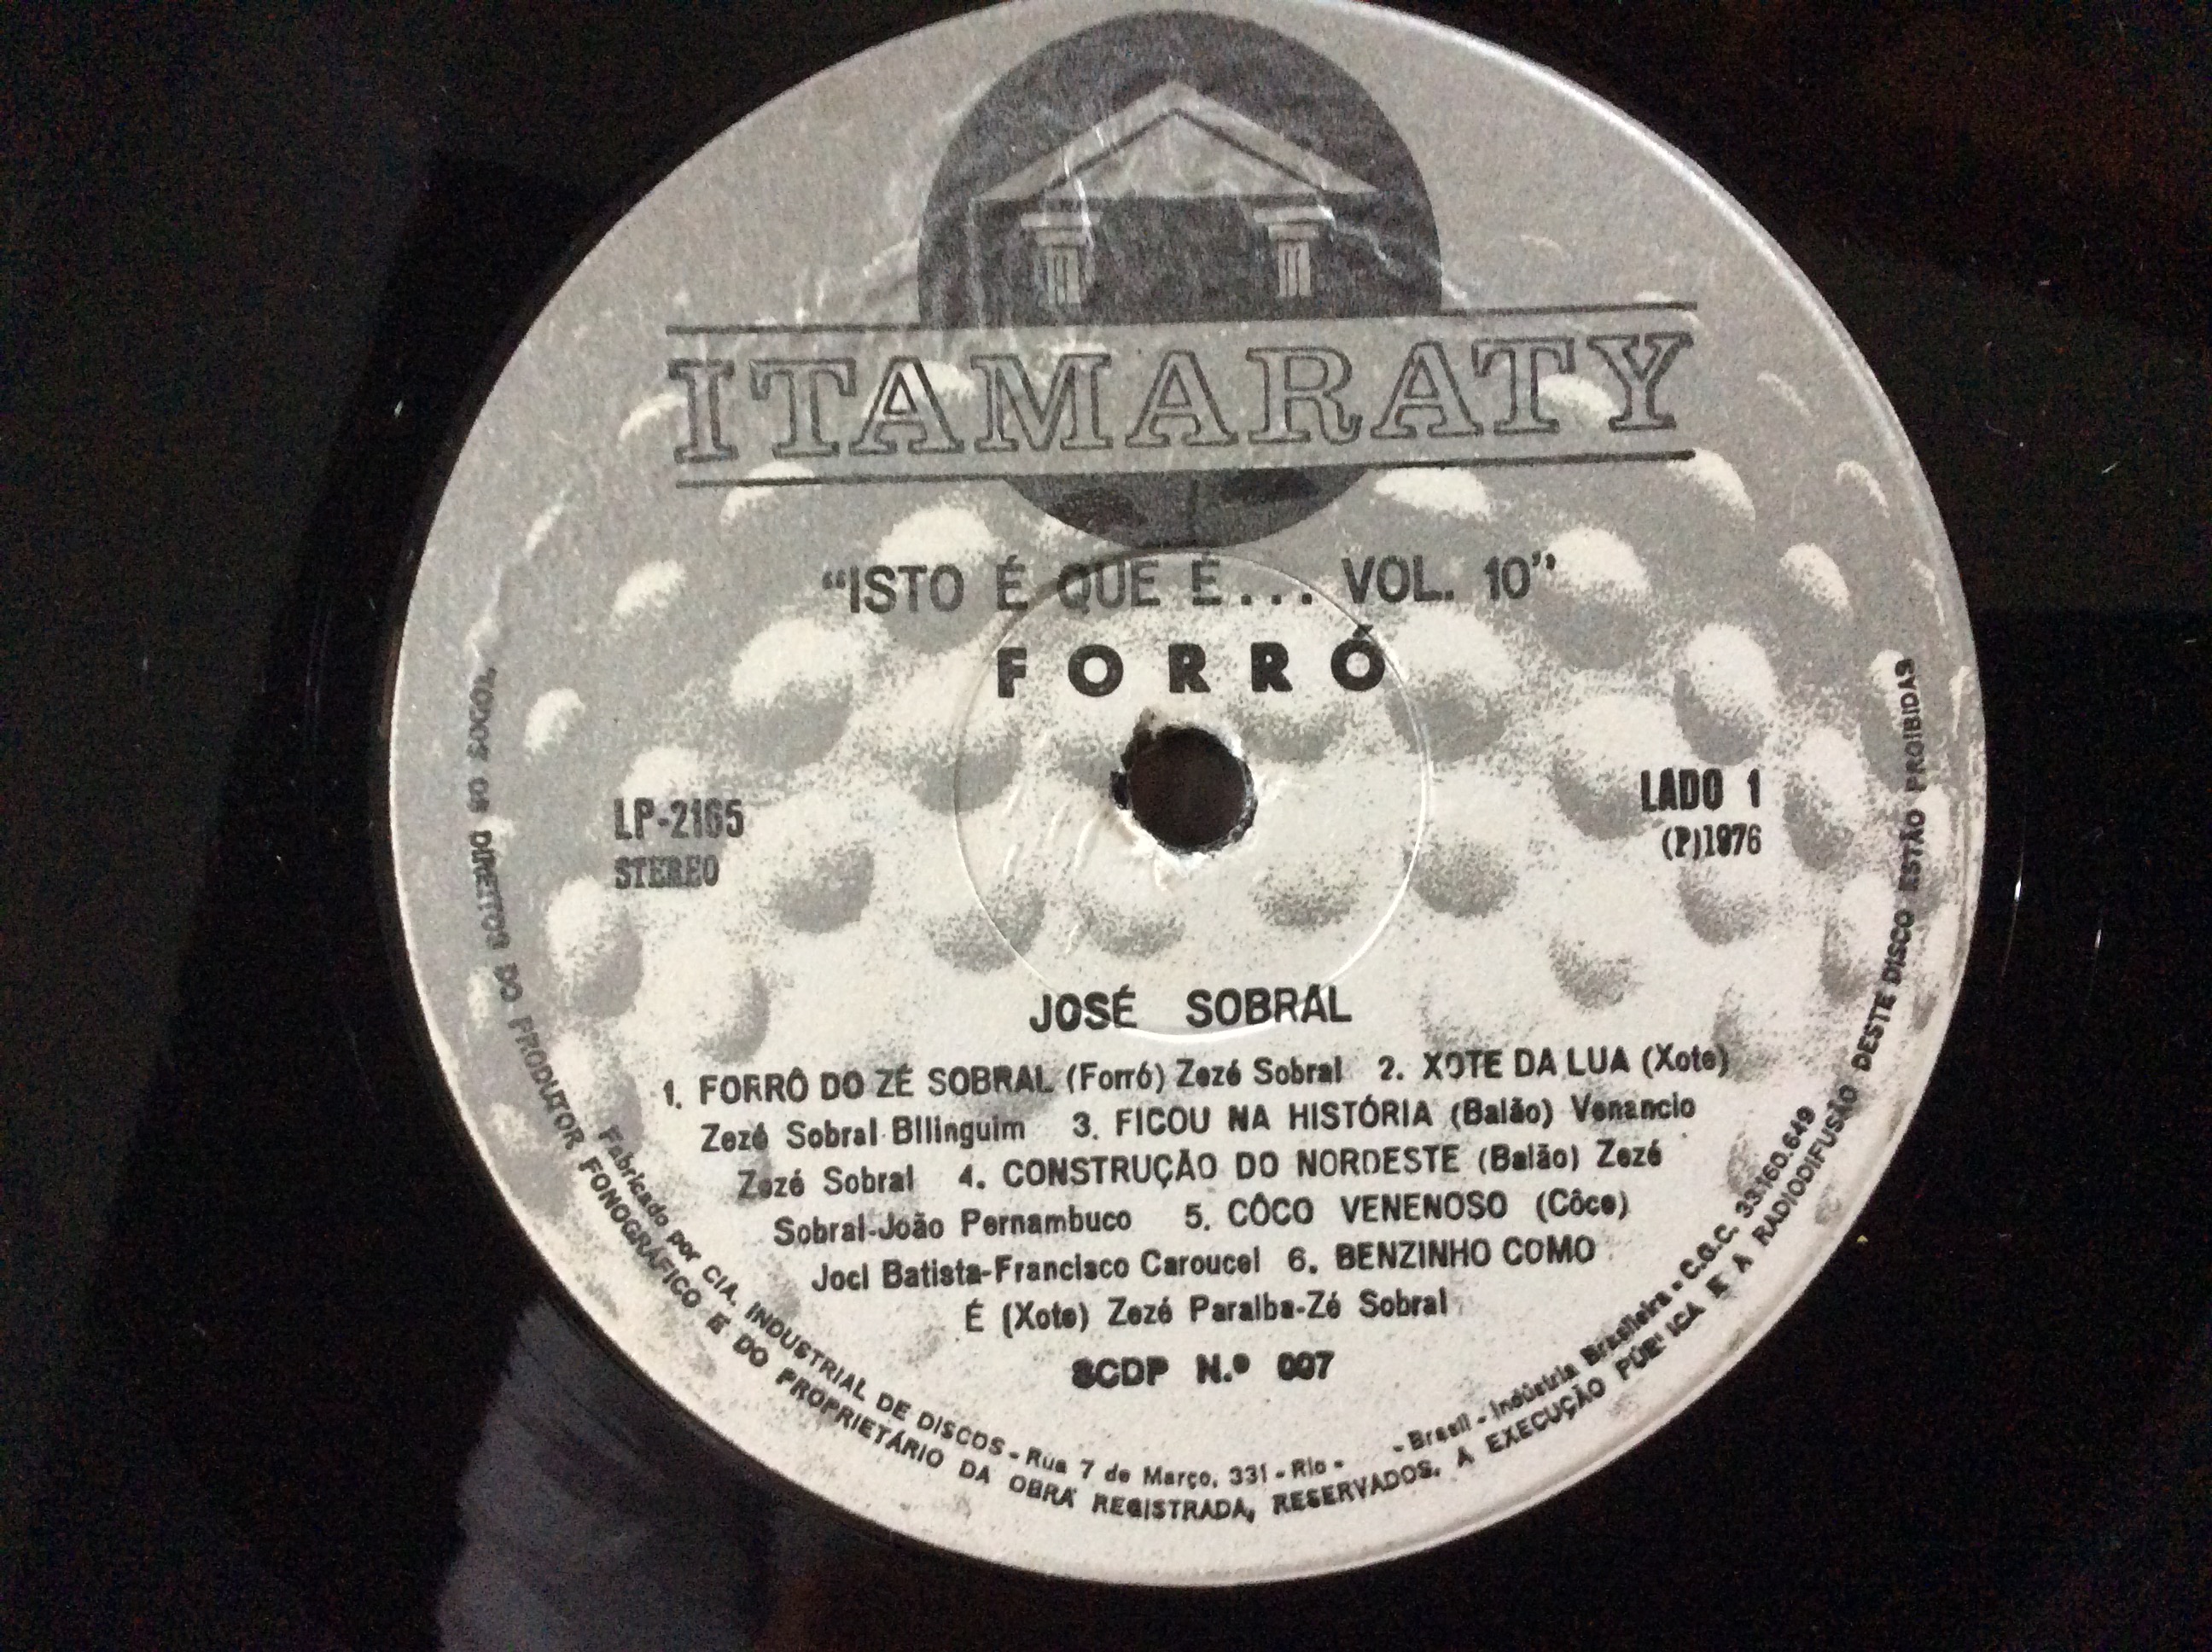 ITAMARATY
“ISTO É QUE É... VOL. 10”
FORRÓ
LP-2165
STEREO
LADO 1
(P)1976
JOSÉ SOBRAL
1. FORRÔ DO ZÉ SOBRAL (Forró) Zezé Sobral 2. XOTE DA LUA (Xote)
Zezé Sobral-Bilinguim 3. FICOU NA HISTÓRIA (Baião) Venancio
Zezé Sobral 4. CONSTRUÇÃO DO NORDESTE (Baião) Zezé
Sobral-João Pernambuco 5. CÔCO VENENOSO (Côco)
Joci Batista-Francisco Caroucel 6. BENZINHO COMO
É (Xote) Zezé Paraiba-Zé Sobral
SCDP N.º 007
Fabricado por CIA. INDUSTRIAL DE DISCOS - Rua 7 de Março, 331 - Rio - - Brasil - Indústria Brasileira - C.G.C. 33.160.649
TODOS OS DIREITOS DO PRODUTOR FONOGRÁFICO E DO PROPRIETÁRIO DA OBRA REGISTRADA, RESERVADOS. A EXECUÇÃO PÚBLICA E A RADIODIFUSÃO DESTE DISCO ESTÃO PROIBIDAS